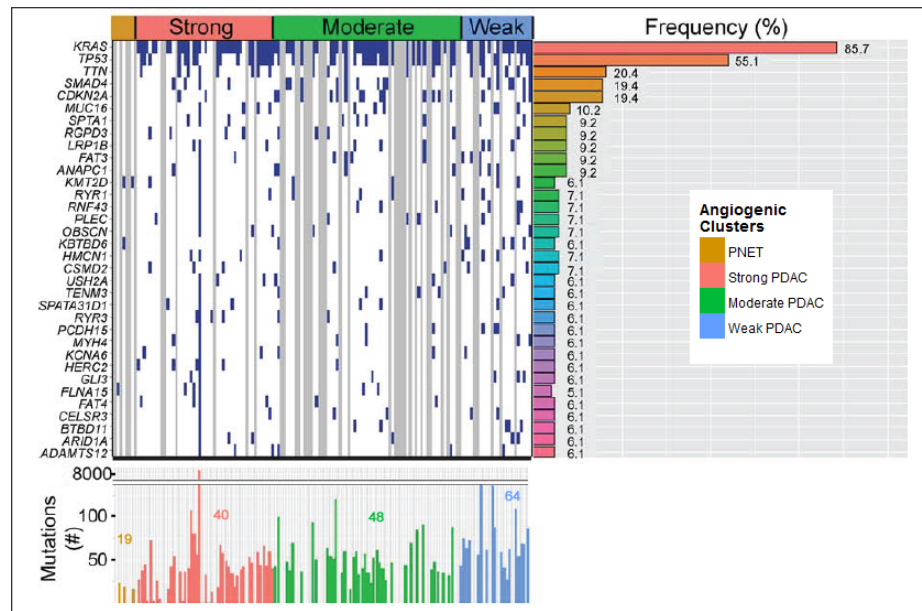 Strong Moderate Weak Frequency (%)
KRAS 85.7
TP53 55.1
TTN 20.4
SMAD4 19.4
CDKN2A 19.4
MUC16 10.2
SPTA1 9.2
RGPD3 9.2
LRP1B 9.2
FAT3 9.2
ANAPC1 9.2
KMT2D 6.1
RYR1 7.1
RNF43 7.1
PLEC 7.1
OBSCN 7.1
KBTBD6 6.1
HMCN1 7.1
CSMD2 7.1
USH2A 6.1
TENM3 6.1
SPATA31D1 6.1
RYR3 6.1
PCDH15 6.1
MYH4 6.1
KCNA6 6.1
HERC2 6.1
GLI3 6.1
FLNA15 5.1
FAT4 6.1
CELSR3 6.1
BTBD11 6.1
ARID1A 6.1
ADAMTS12 6.1
Angiogenic
Clusters
PNET
Strong PDAC
Moderate PDAC
Weak PDAC
Mutations
(#)
8000
100
50
19
40
48
64